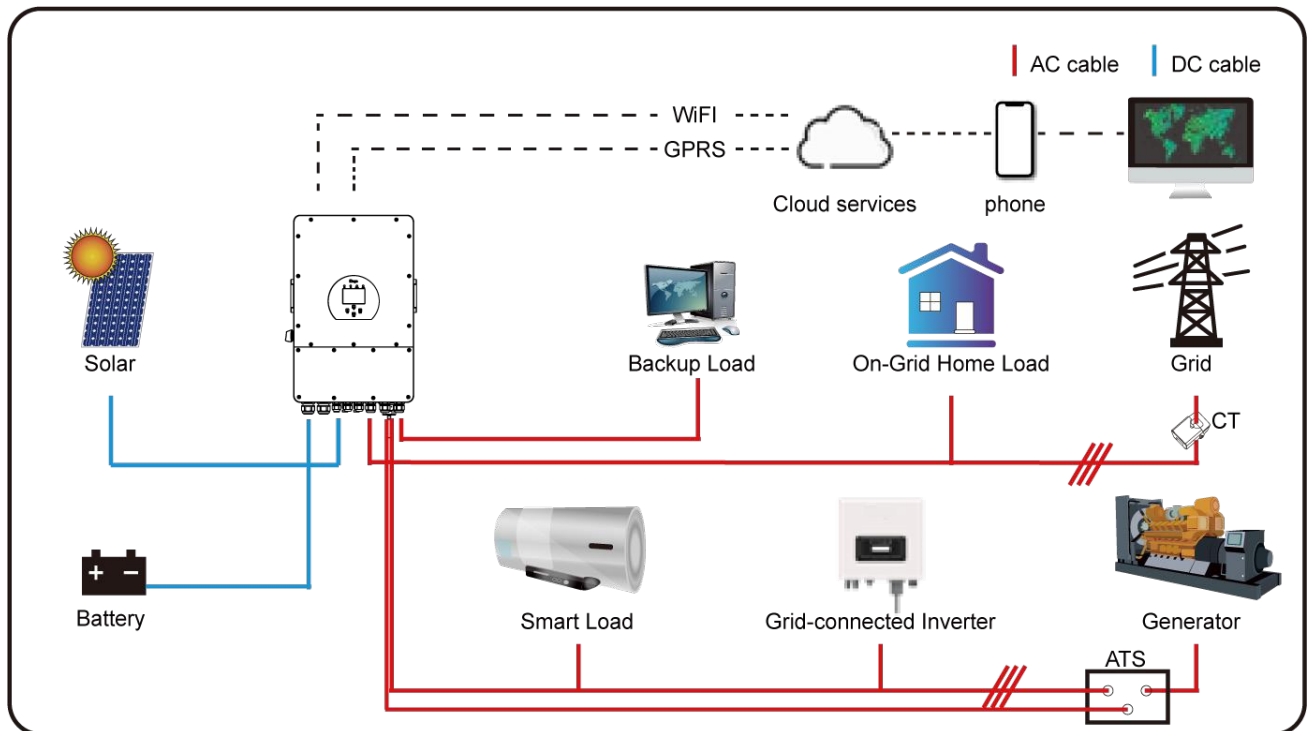 AC cable
DC cable
WiFI
GPRS
Cloud services
phone
Solar
Backup Load
On-Grid Home Load
Grid
CT
Battery
Smart Load
Grid-connected Inverter
Generator
ATS